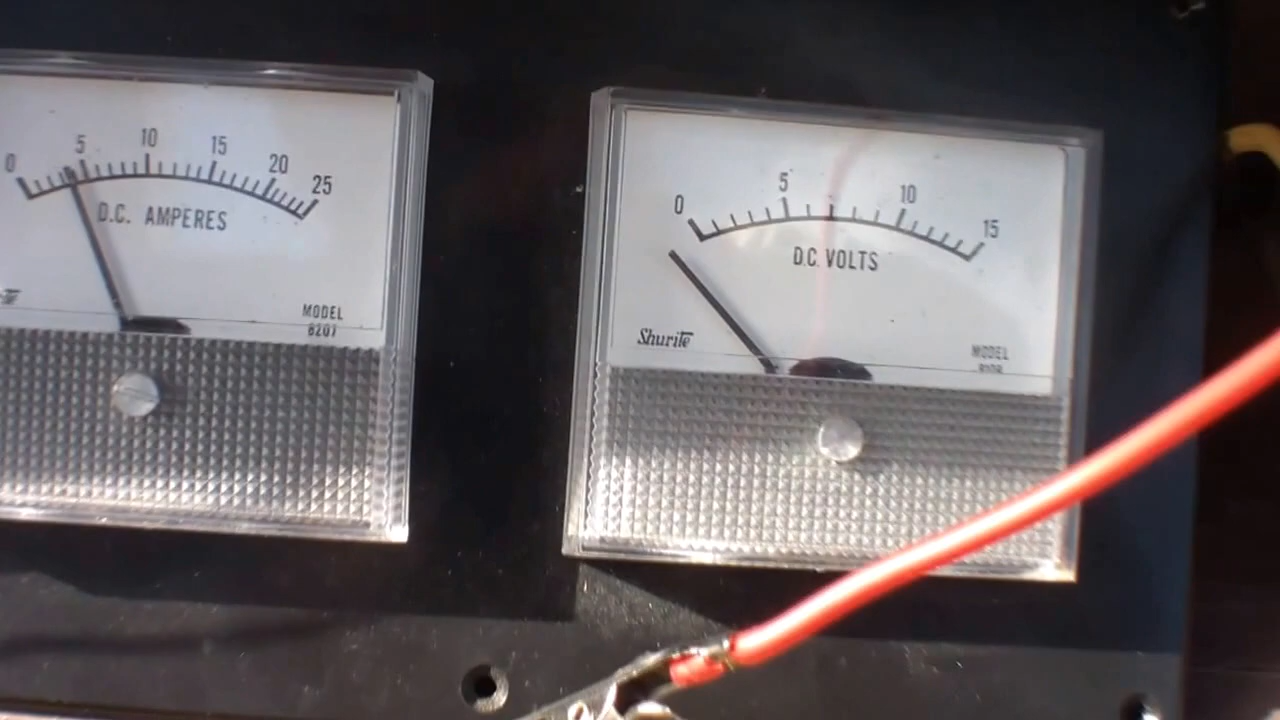 0 5 10 15 20 25
D.C. AMPERES
MODEL
8207
0 5 10 15
D.C. VOLTS
Shurite
MODEL